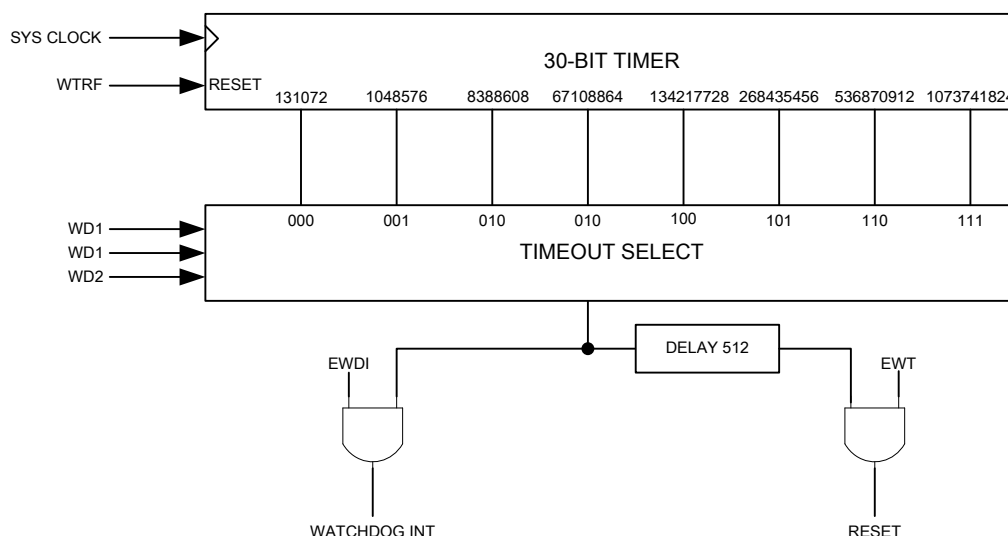 SYS CLOCK
30-BIT TIMER
WTRF
RESET
131072 1048576 8388608 67108864 134217728 268435456 536870912 1073741824
000 001 010 010 100 101 110 111
WD1
TIMEOUT SELECT
WD1
WD2
DELAY 512
EWDI
EWT
WATCHDOG INT
RESET